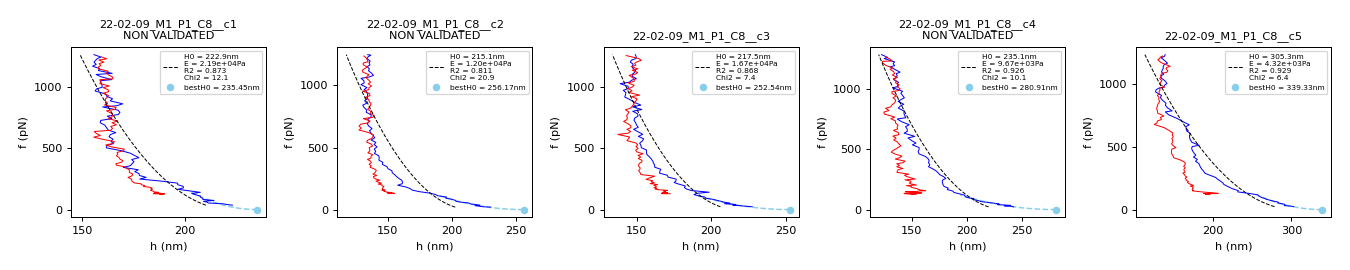 22-02-09_M1_P1_C8__c1
NON VALIDATED
H0 = 222.9nm
E = 2.19e+04Pa
R2 = 0.873
Chi2 = 12.1
bestH0 = 235.45nm
f (pN)
1000
500
0
150
200
h (nm)
22-02-09_M1_P1_C8__c2
NON VALIDATED
H0 = 215.1nm
E = 1.20e+04Pa
R2 = 0.811
Chi2 = 20.9
bestH0 = 256.17nm
f (pN)
1000
500
0
150
200
250
h (nm)
22-02-09_M1_P1_C8__c3
H0 = 217.5nm
E = 1.67e+04Pa
R2 = 0.868
Chi2 = 7.4
bestH0 = 252.54nm
f (pN)
1000
500
0
150
200
250
h (nm)
22-02-09_M1_P1_C8__c4
NON VALIDATED
H0 = 235.1nm
E = 9.67e+03Pa
R2 = 0.926
Chi2 = 10.1
bestH0 = 280.91nm
f (pN)
1000
500
0
150
200
250
h (nm)
22-02-09_M1_P1_C8__c5
H0 = 305.3nm
E = 4.32e+03Pa
R2 = 0.929
Chi2 = 6.4
bestH0 = 339.33nm
f (pN)
1000
500
0
200
300
h (nm)